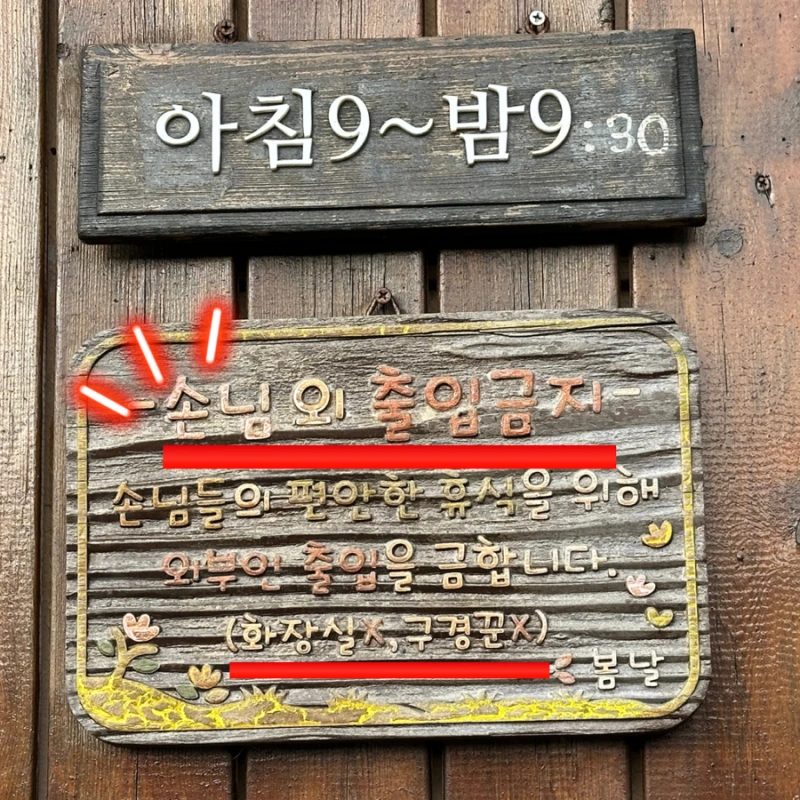 아침9~밤9:30
-손님 외 출입금지-
손님들의 편안한 휴식을 위해
외부인 출입을 금합니다.
(화장실X, 구경꾼X)
봄날